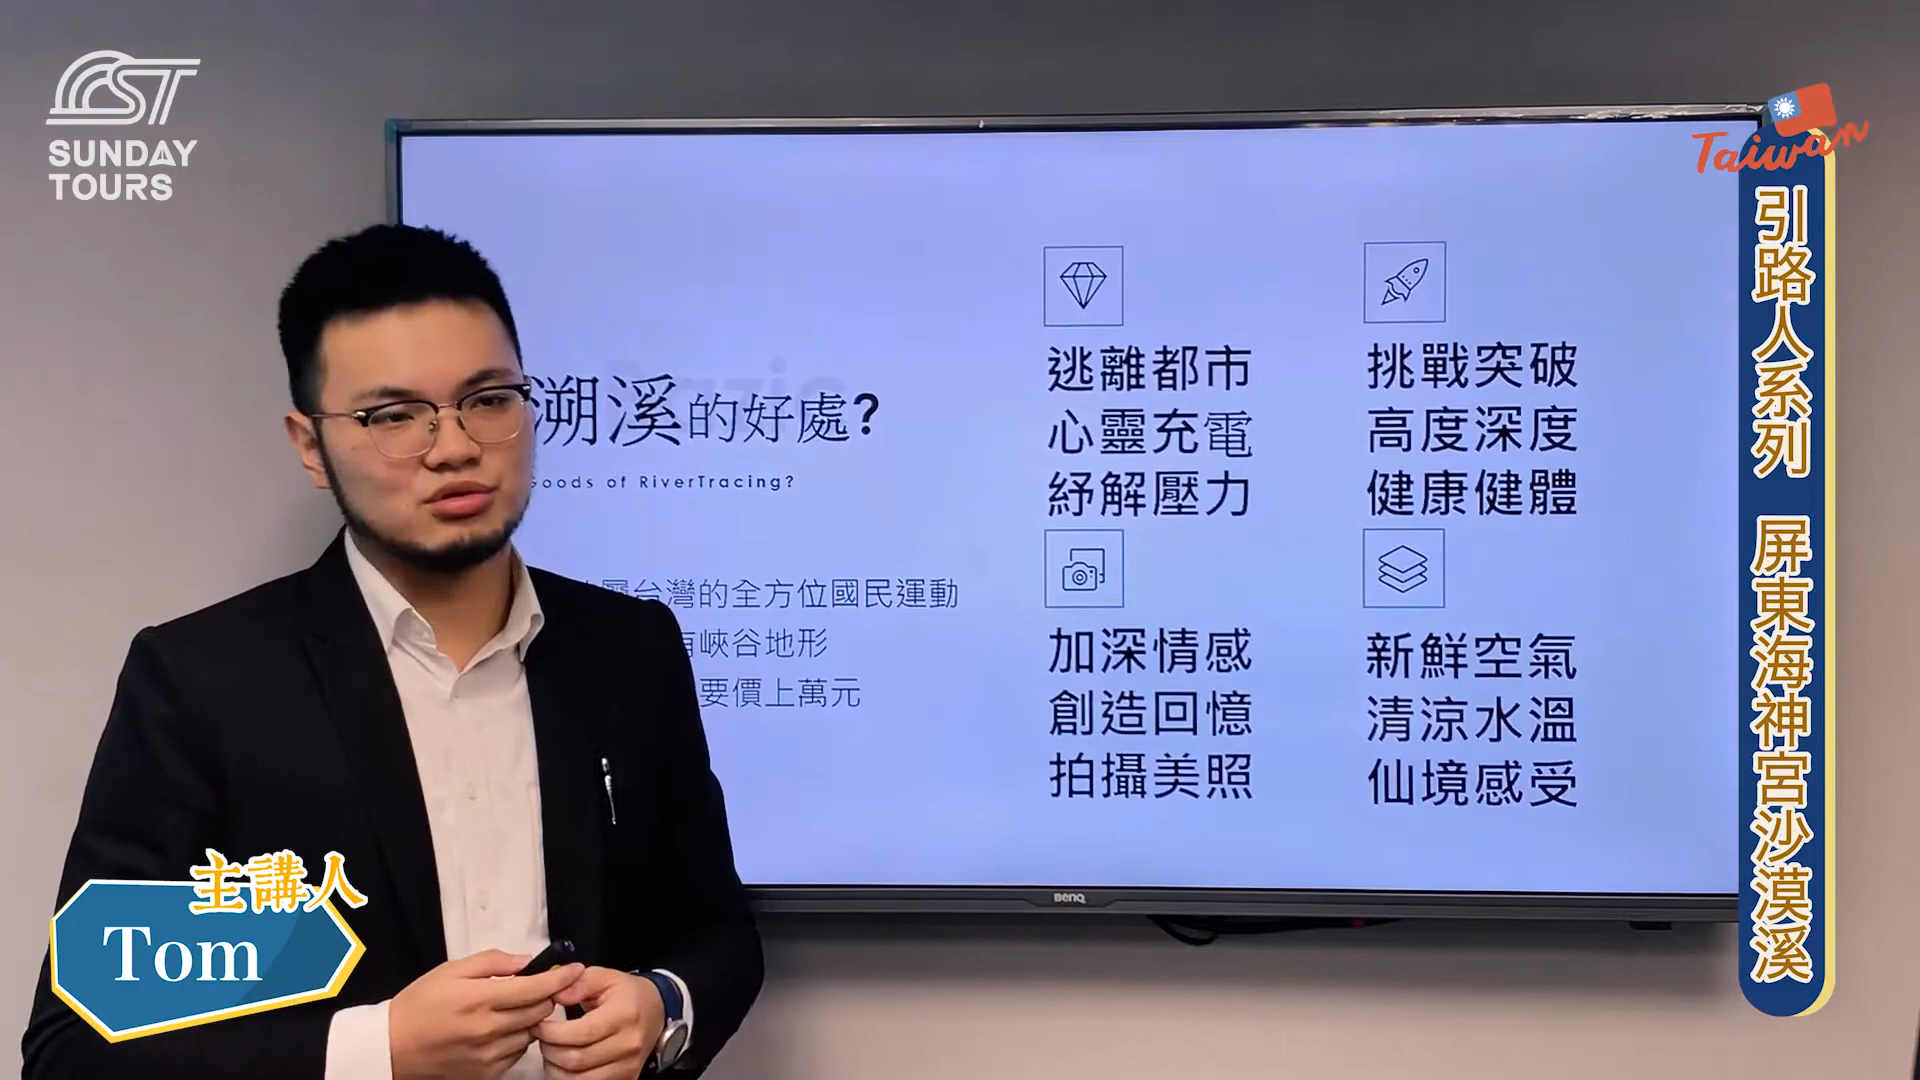 ST
SUNDAY
TOURS
Taiwan
引路人系列 屏東海神宮沙漠溪
溯溪的好處?
Goods of RiverTracing?
台灣的全方位國民運動
有峽谷地形
要價上萬元
逃離都市
心靈充電
紓解壓力
挑戰突破
高度深度
健康健體
加深情感
創造回憶
拍攝美照
新鮮空氣
清涼水溫
仙境感受
BenQ
主講人
Tom